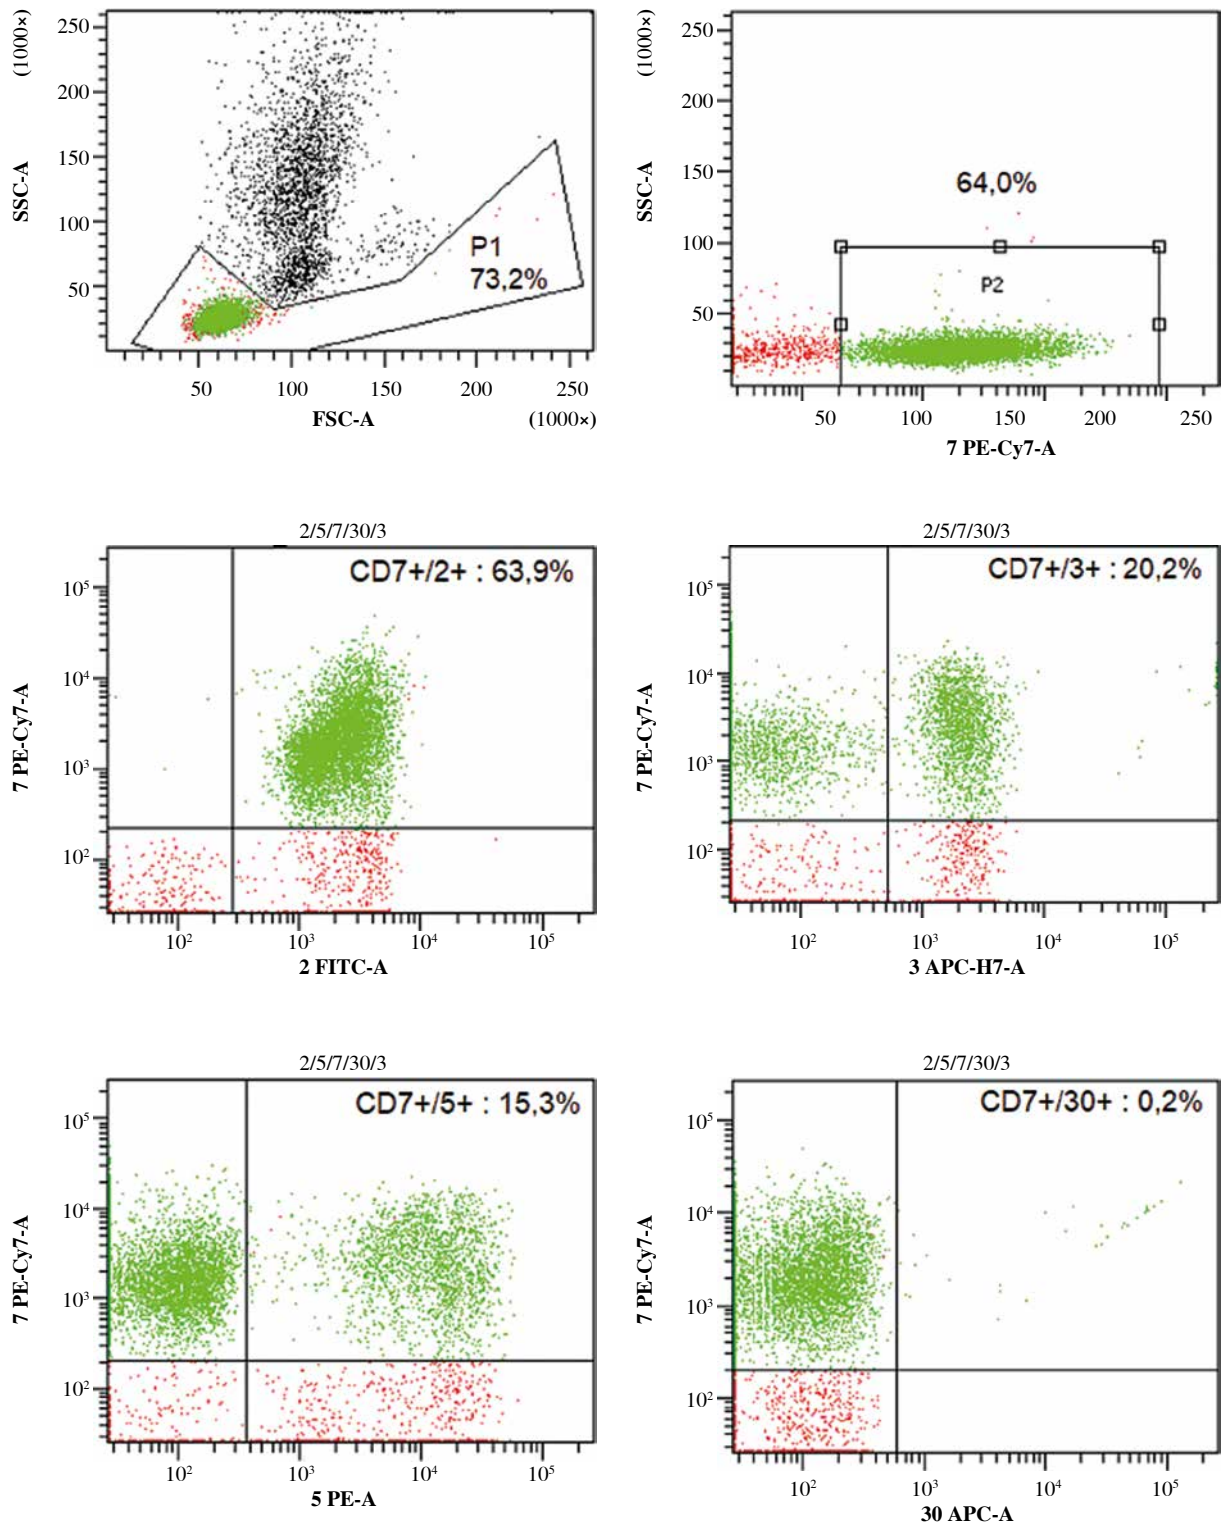 (1000×)
SSC-A
250
200
150
100
50
P1
73,2%
50 100 150 200 250
FSC-A (1000×)
(1000×)
SSC-A
250
200
150
100
50
64,0%
P2
50 100 150 200 250
7 PE-Cy7-A
2/5/7/30/3
CD7+/2+ : 63,9%
7 PE-Cy7-A
10⁵
10⁴
10³
10²
10² 10³ 10⁴ 10⁵
2 FITC-A
2/5/7/30/3
CD7+/3+ : 20,2%
7 PE-Cy7-A
10⁵
10⁴
10³
10²
10² 10³ 10⁴ 10⁵
3 APC-H7-A
2/5/7/30/3
CD7+/5+ : 15,3%
7 PE-Cy7-A
10⁵
10⁴
10³
10²
10² 10³ 10⁴ 10⁵
5 PE-A
2/5/7/30/3
CD7+/30+ : 0,2%
7 PE-Cy7-A
10⁵
10⁴
10³
10²
10² 10³ 10⁴ 10⁵
30 APC-A